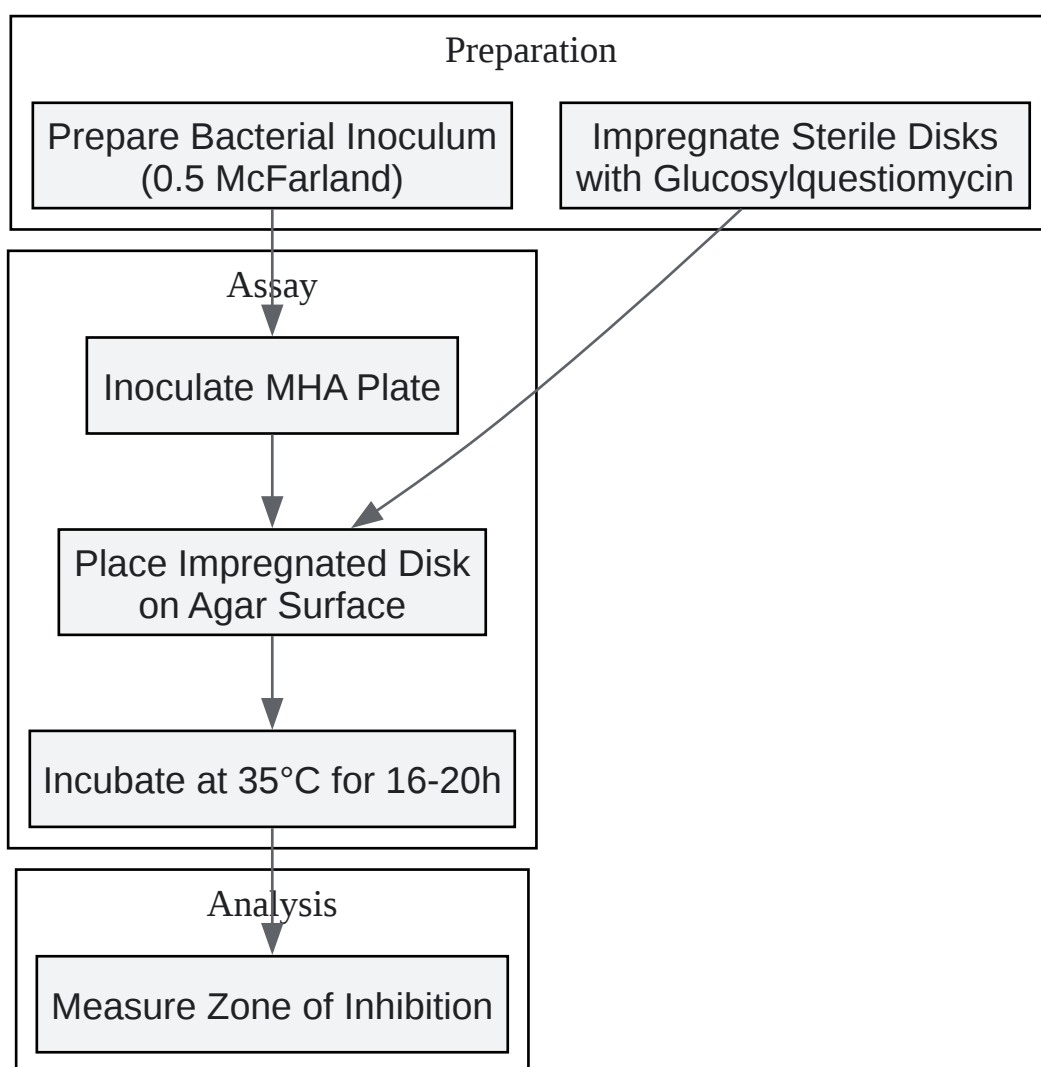 Preparation
Prepare Bacterial Inoculum
(0.5 McFarland)
Impregnate Sterile Disks
with Glucosylquestiomycin
Assay
Inoculate MHA Plate
Place Impregnated Disk
on Agar Surface
Incubate at 35°C for 16-20h
Analysis
Measure Zone of Inhibition